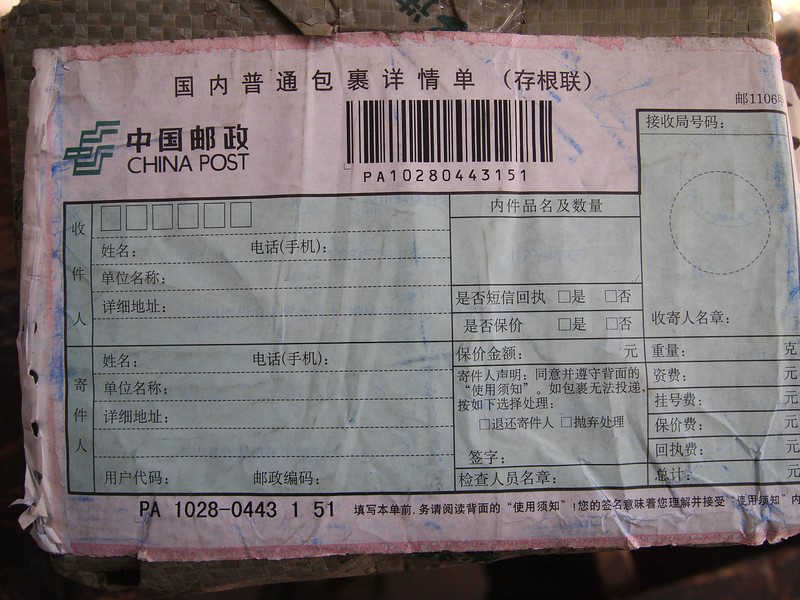 国内普通包裹详情单（存根联）
邮1106
中国邮政
CHINA POST
PA10280443151
接收局号码：
收件人
姓名： 电话(手机)：
单位名称：
详细地址：
内件品名及数量
是否短信回执 □是 □否
是否保价 □是 □否
收寄人名章：
寄件人
姓名： 电话(手机)：
单位名称：
详细地址：
用户代码： 邮政编码：
保价金额： 元
寄件人声明：同意并遵守背面的
“使用须知”。如包裹无法投递，
按如下选择处理：
□退还寄件人 □抛弃处理
签字：
检查人员名章：
重量： 克
资费： 元
挂号费： 元
保价费： 元
回执费： 元
总计： 元
PA 1028-0443 1 51
填写本单前，务请阅读背面的“使用须知”！您的签名意味着您理解并接受“使用须知”内